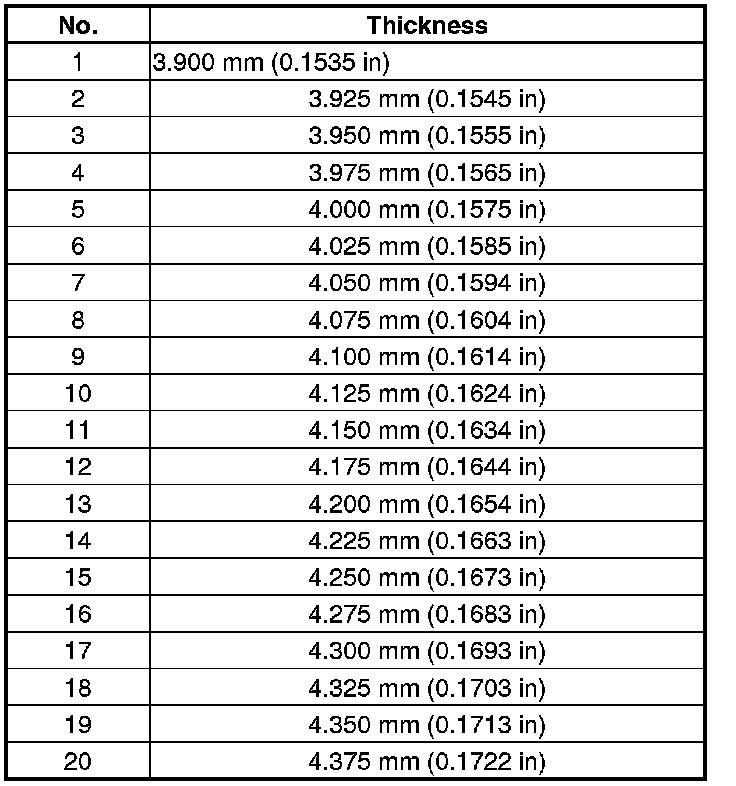 No. Thickness
1 3.900 mm (0.1535 in)
2 3.925 mm (0.1545 in)
3 3.950 mm (0.1555 in)
4 3.975 mm (0.1565 in)
5 4.000 mm (0.1575 in)
6 4.025 mm (0.1585 in)
7 4.050 mm (0.1594 in)
8 4.075 mm (0.1604 in)
9 4.100 mm (0.1614 in)
10 4.125 mm (0.1624 in)
11 4.150 mm (0.1634 in)
12 4.175 mm (0.1644 in)
13 4.200 mm (0.1654 in)
14 4.225 mm (0.1663 in)
15 4.250 mm (0.1673 in)
16 4.275 mm (0.1683 in)
17 4.300 mm (0.1693 in)
18 4.325 mm (0.1703 in)
19 4.350 mm (0.1713 in)
20 4.375 mm (0.1722 in)